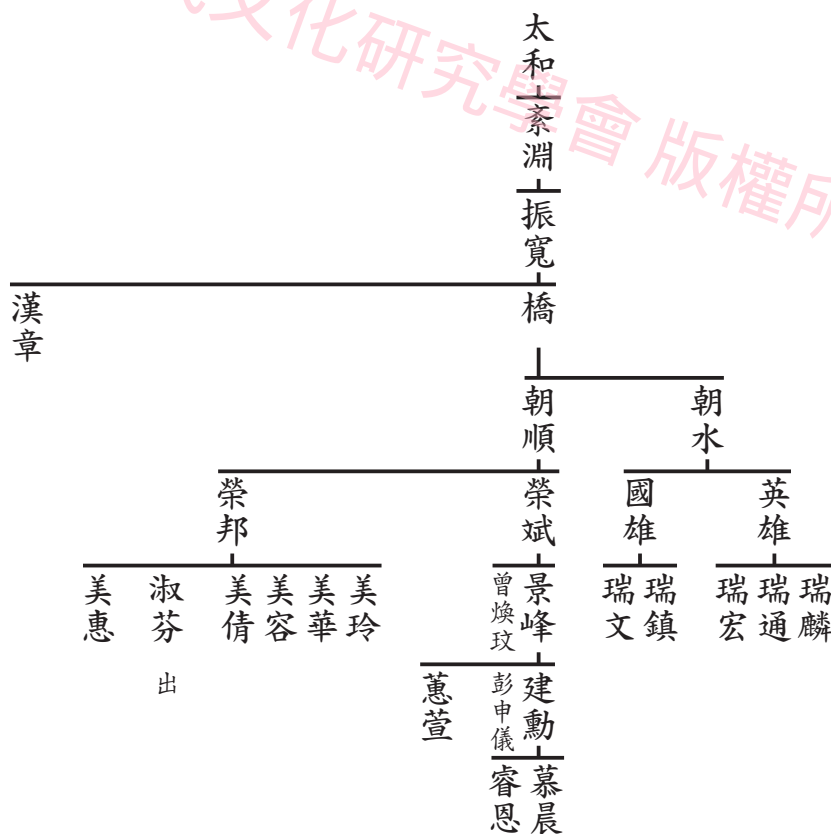 太和
紊淵
振寬
橋
漢章
朝水
朝順
英雄
國雄
榮斌
榮邦
瑞麟
瑞通
瑞宏
瑞鎮
瑞文
景峰
曾煥玟
美玲
美華
美容
美倩
淑芬 出
美惠
建勳
彭申儀
蕙萱
慕晨
睿恩
文化研究學會 版權所